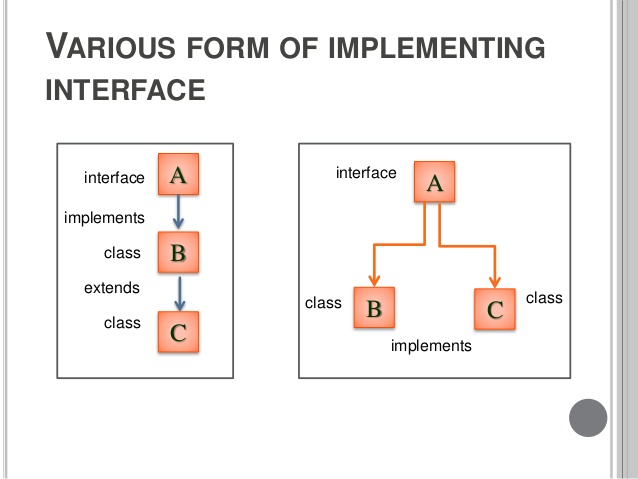 VARIOUS FORM OF IMPLEMENTING
INTERFACE
interface A
implements
class B
extends
class C
interface A
class B
C class
implements